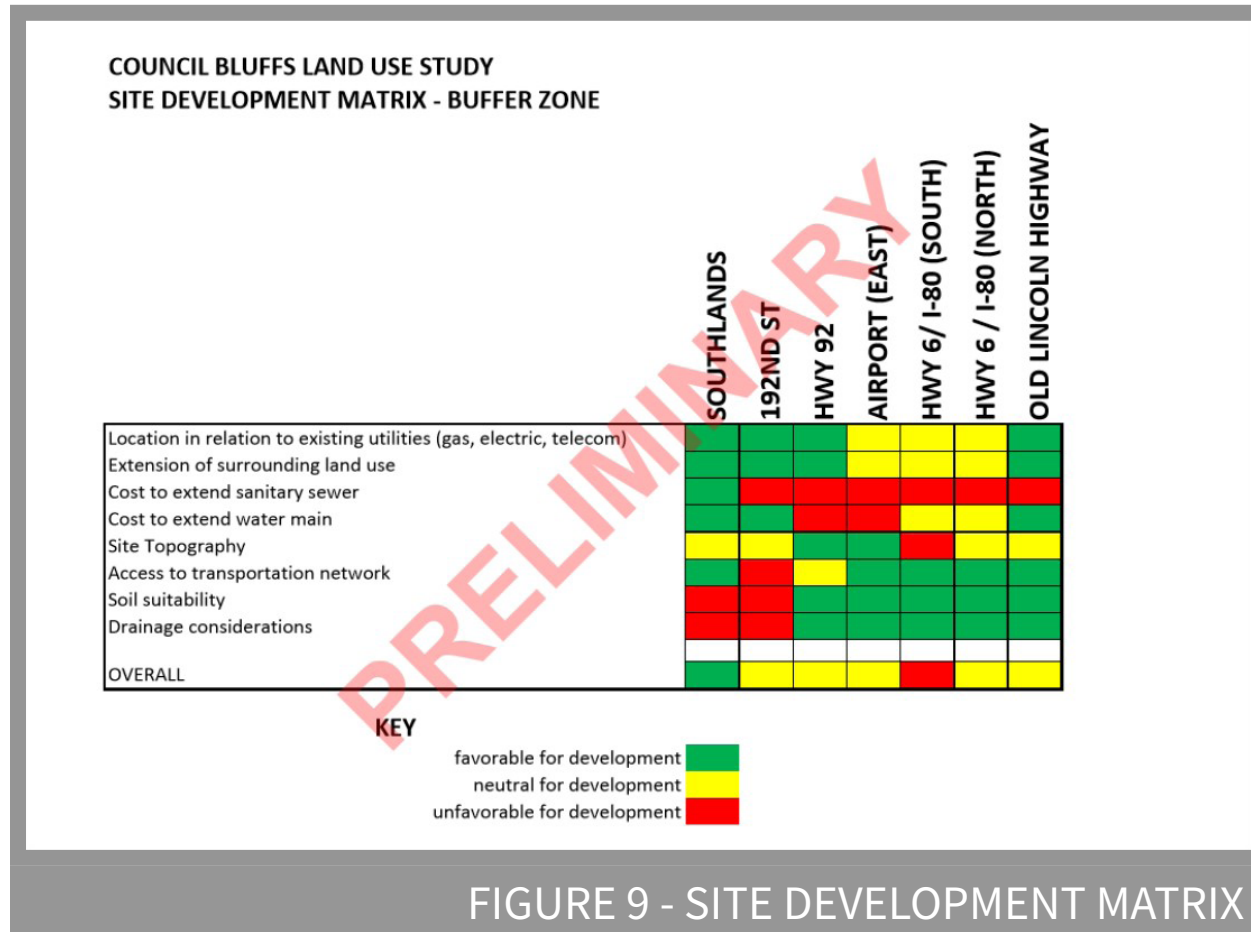 COUNCIL BLUFFS LAND USE STUDY
SITE DEVELOPMENT MATRIX - BUFFER ZONE
SOUTHLANDS
192ND ST
HWY 92
AIRPORT (EAST)
HWY 6/ I-80 (SOUTH)
HWY 6 / I-80 (NORTH)
OLD LINCOLN HIGHWAY
Location in relation to existing utilities (gas, electric, telecom)
Extension of surrounding land use
Cost to extend sanitary sewer
Cost to extend water main
Site Topography
Access to transportation network
Soil suitability
Drainage considerations
OVERALL
PRELIMINARY
KEY
favorable for development
neutral for development
unfavorable for development
FIGURE 9 - SITE DEVELOPMENT MATRIX